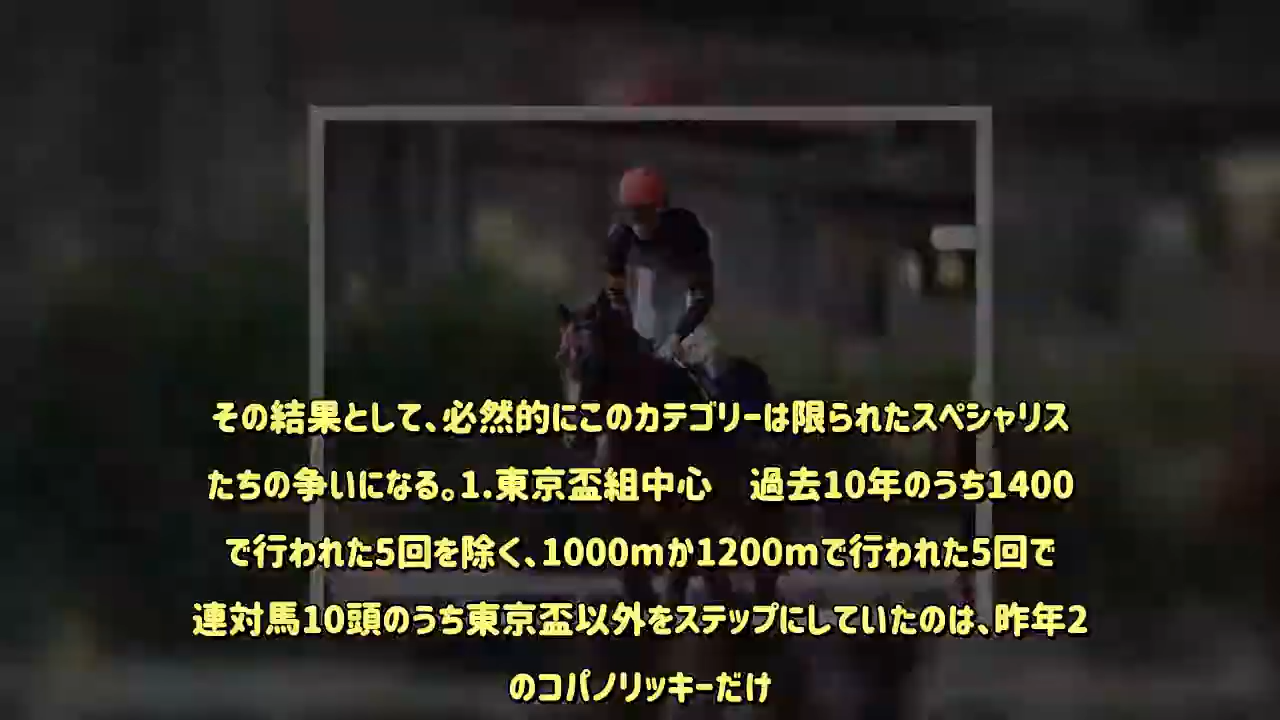 その結果として、必然的にこのカテゴリーは限られたスペシャリス
たちの争いになる。1.東京盃組中心　過去10年のうち1400
で行われた5回を除く、1000mか1200mで行われた5回で
連対馬10頭のうち東京盃以外をステップにしていたのは、昨年2
のコパノリッキーだけ